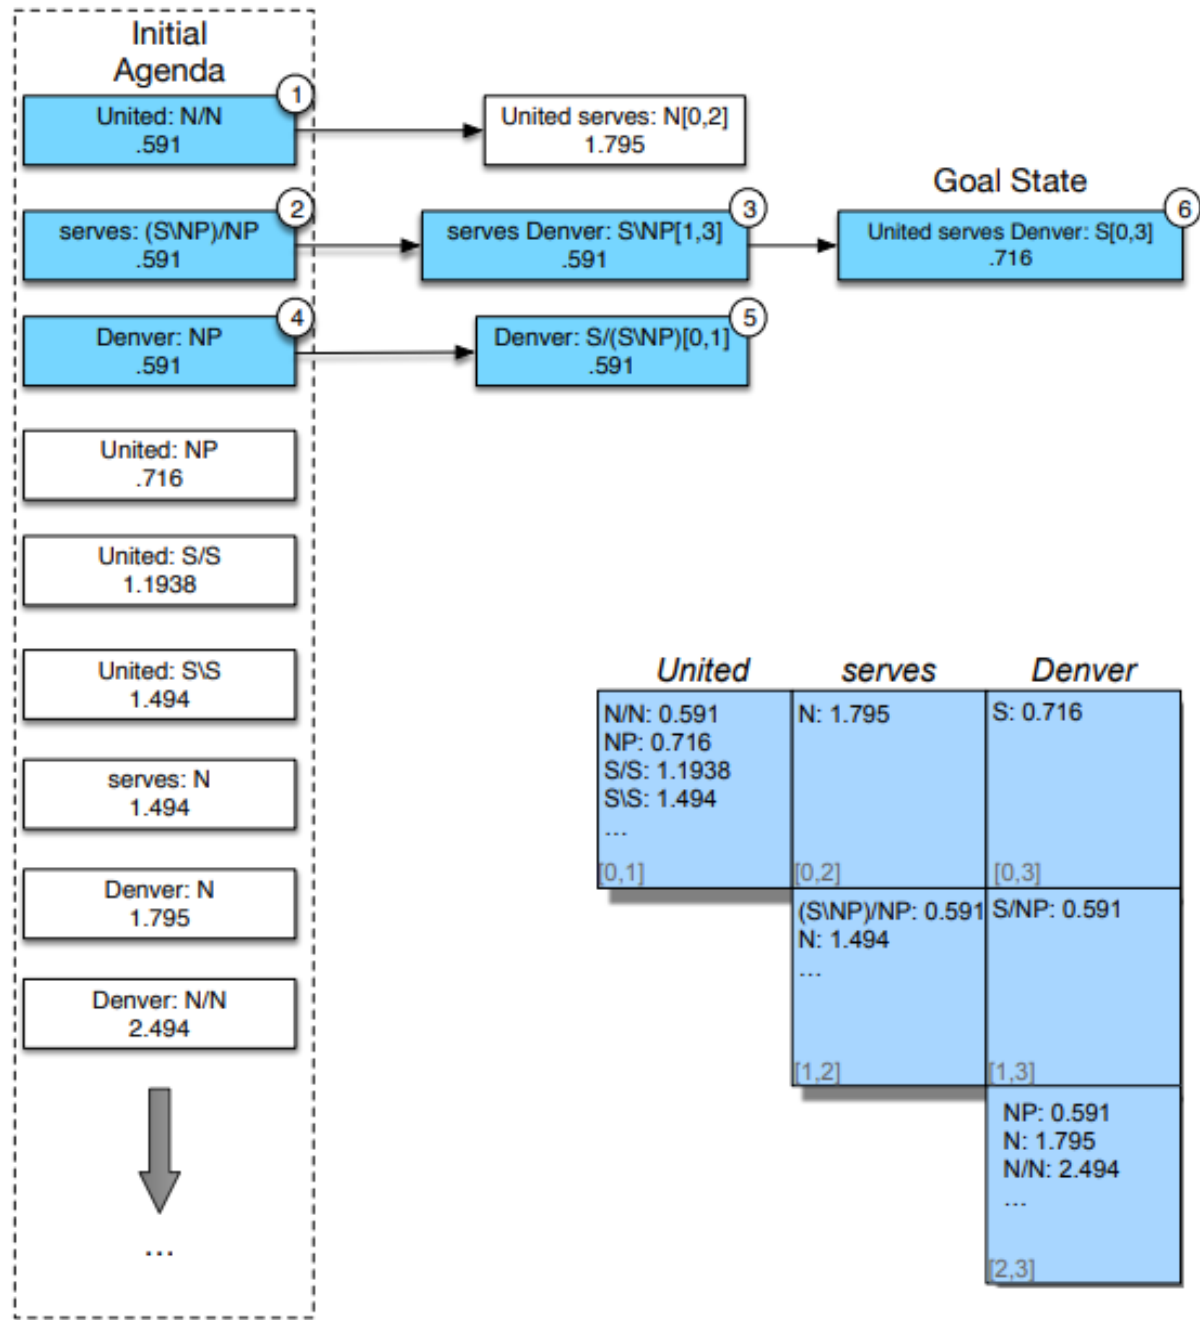 Initial
Agenda
1
United: N/N
.591
United serves: N[0,2]
1.795
Goal State
2
serves: (S\NP)/NP
.591
3
serves Denver: S\NP[1,3]
.591
6
United serves Denver: S[0,3]
.716
4
Denver: NP
.591
5
Denver: S/(S\NP)[0,1]
.591
United: NP
.716
United: S/S
1.1938
United: S\S
1.494
serves: N
1.494
Denver: N
1.795
Denver: N/N
2.494
...
United serves Denver
N/N: 0.591
NP: 0.716
S/S: 1.1938
S\S: 1.494
...
[0,1]
N: 1.795
[0,2]
S: 0.716
[0,3]
(S\NP)/NP: 0.591
N: 1.494
...
[1,2]
S/NP: 0.591
[1,3]
NP: 0.591
N: 1.795
N/N: 2.494
...
[2,3]